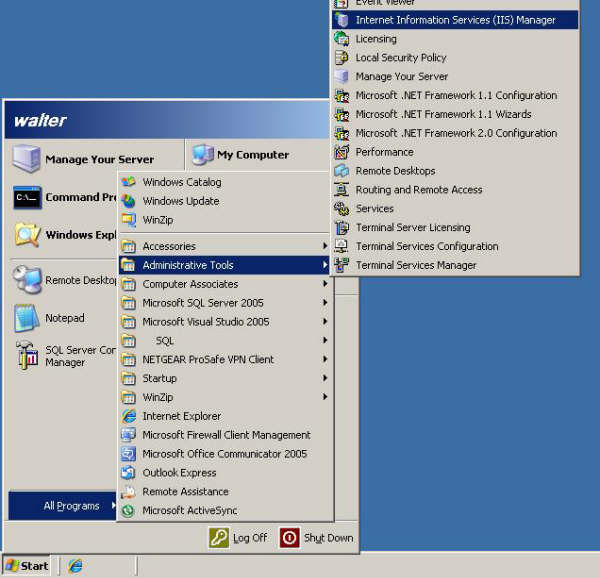 Event Viewer
Internet Information Services (IIS) Manager
Licensing
Local Security Policy
Manage Your Server
Microsoft .NET Framework 1.1 Configuration
Microsoft .NET Framework 1.1 Wizards
Microsoft .NET Framework 2.0 Configuration
Performance
Remote Desktops
Routing and Remote Access
Services
Terminal Server Licensing
Terminal Services Configuration
Terminal Services Manager
walter
Manage Your Server
My Computer
Command Pr
Windows Expl
Remote Deskto
Notepad
SQL Server Con
Manager
Windows Catalog
Windows Update
WinZip
Accessories
Administrative Tools
Computer Associates
Microsoft SQL Server 2005
Microsoft Visual Studio 2005
SQL
NETGEAR ProSafe VPN Client
Startup
WinZip
Internet Explorer
Microsoft Firewall Client Management
Microsoft Office Communicator 2005
Outlook Express
Remote Assistance
Microsoft ActiveSync
All Programs
Log Off
Shut Down
Start